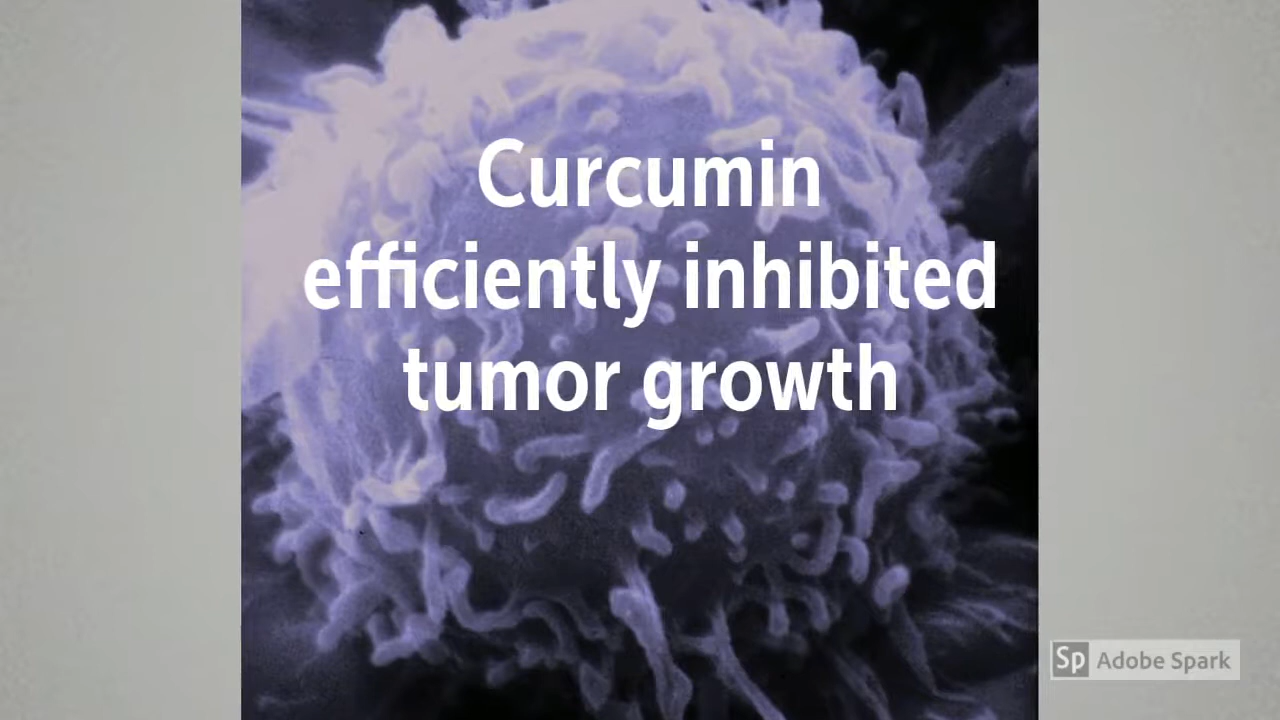 Curcumin
efficiently inhibited
tumor growth
Sp Adobe Spark